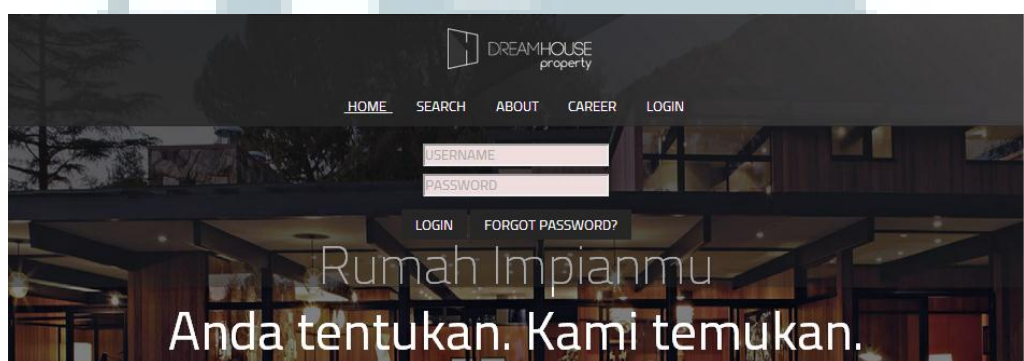 DREAMHOUSE
property
HOME SEARCH ABOUT CAREER LOGIN
USERNAME
PASSWORD
LOGIN FORGOT PASSWORD?
Rumah Impianmu
Anda tentukan. Kami temukan.